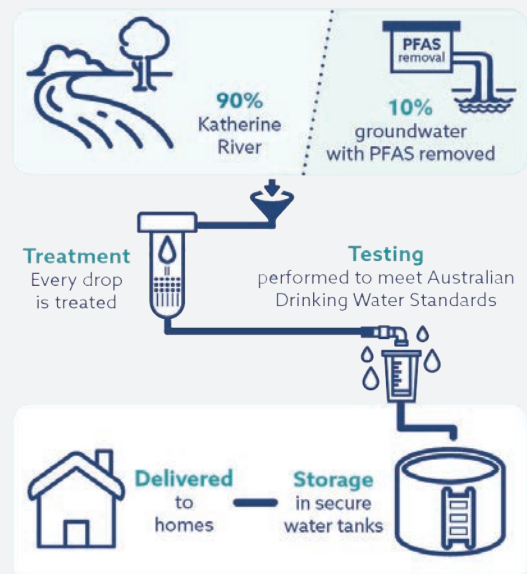 90%
Katherine
River
PFAS
removal
10%
groundwater
with PFAS removed
Treatment
Every drop
is treated
Testing
performed to meet Australian
Drinking Water Standards
Delivered
to
homes
Storage
in secure
water tanks